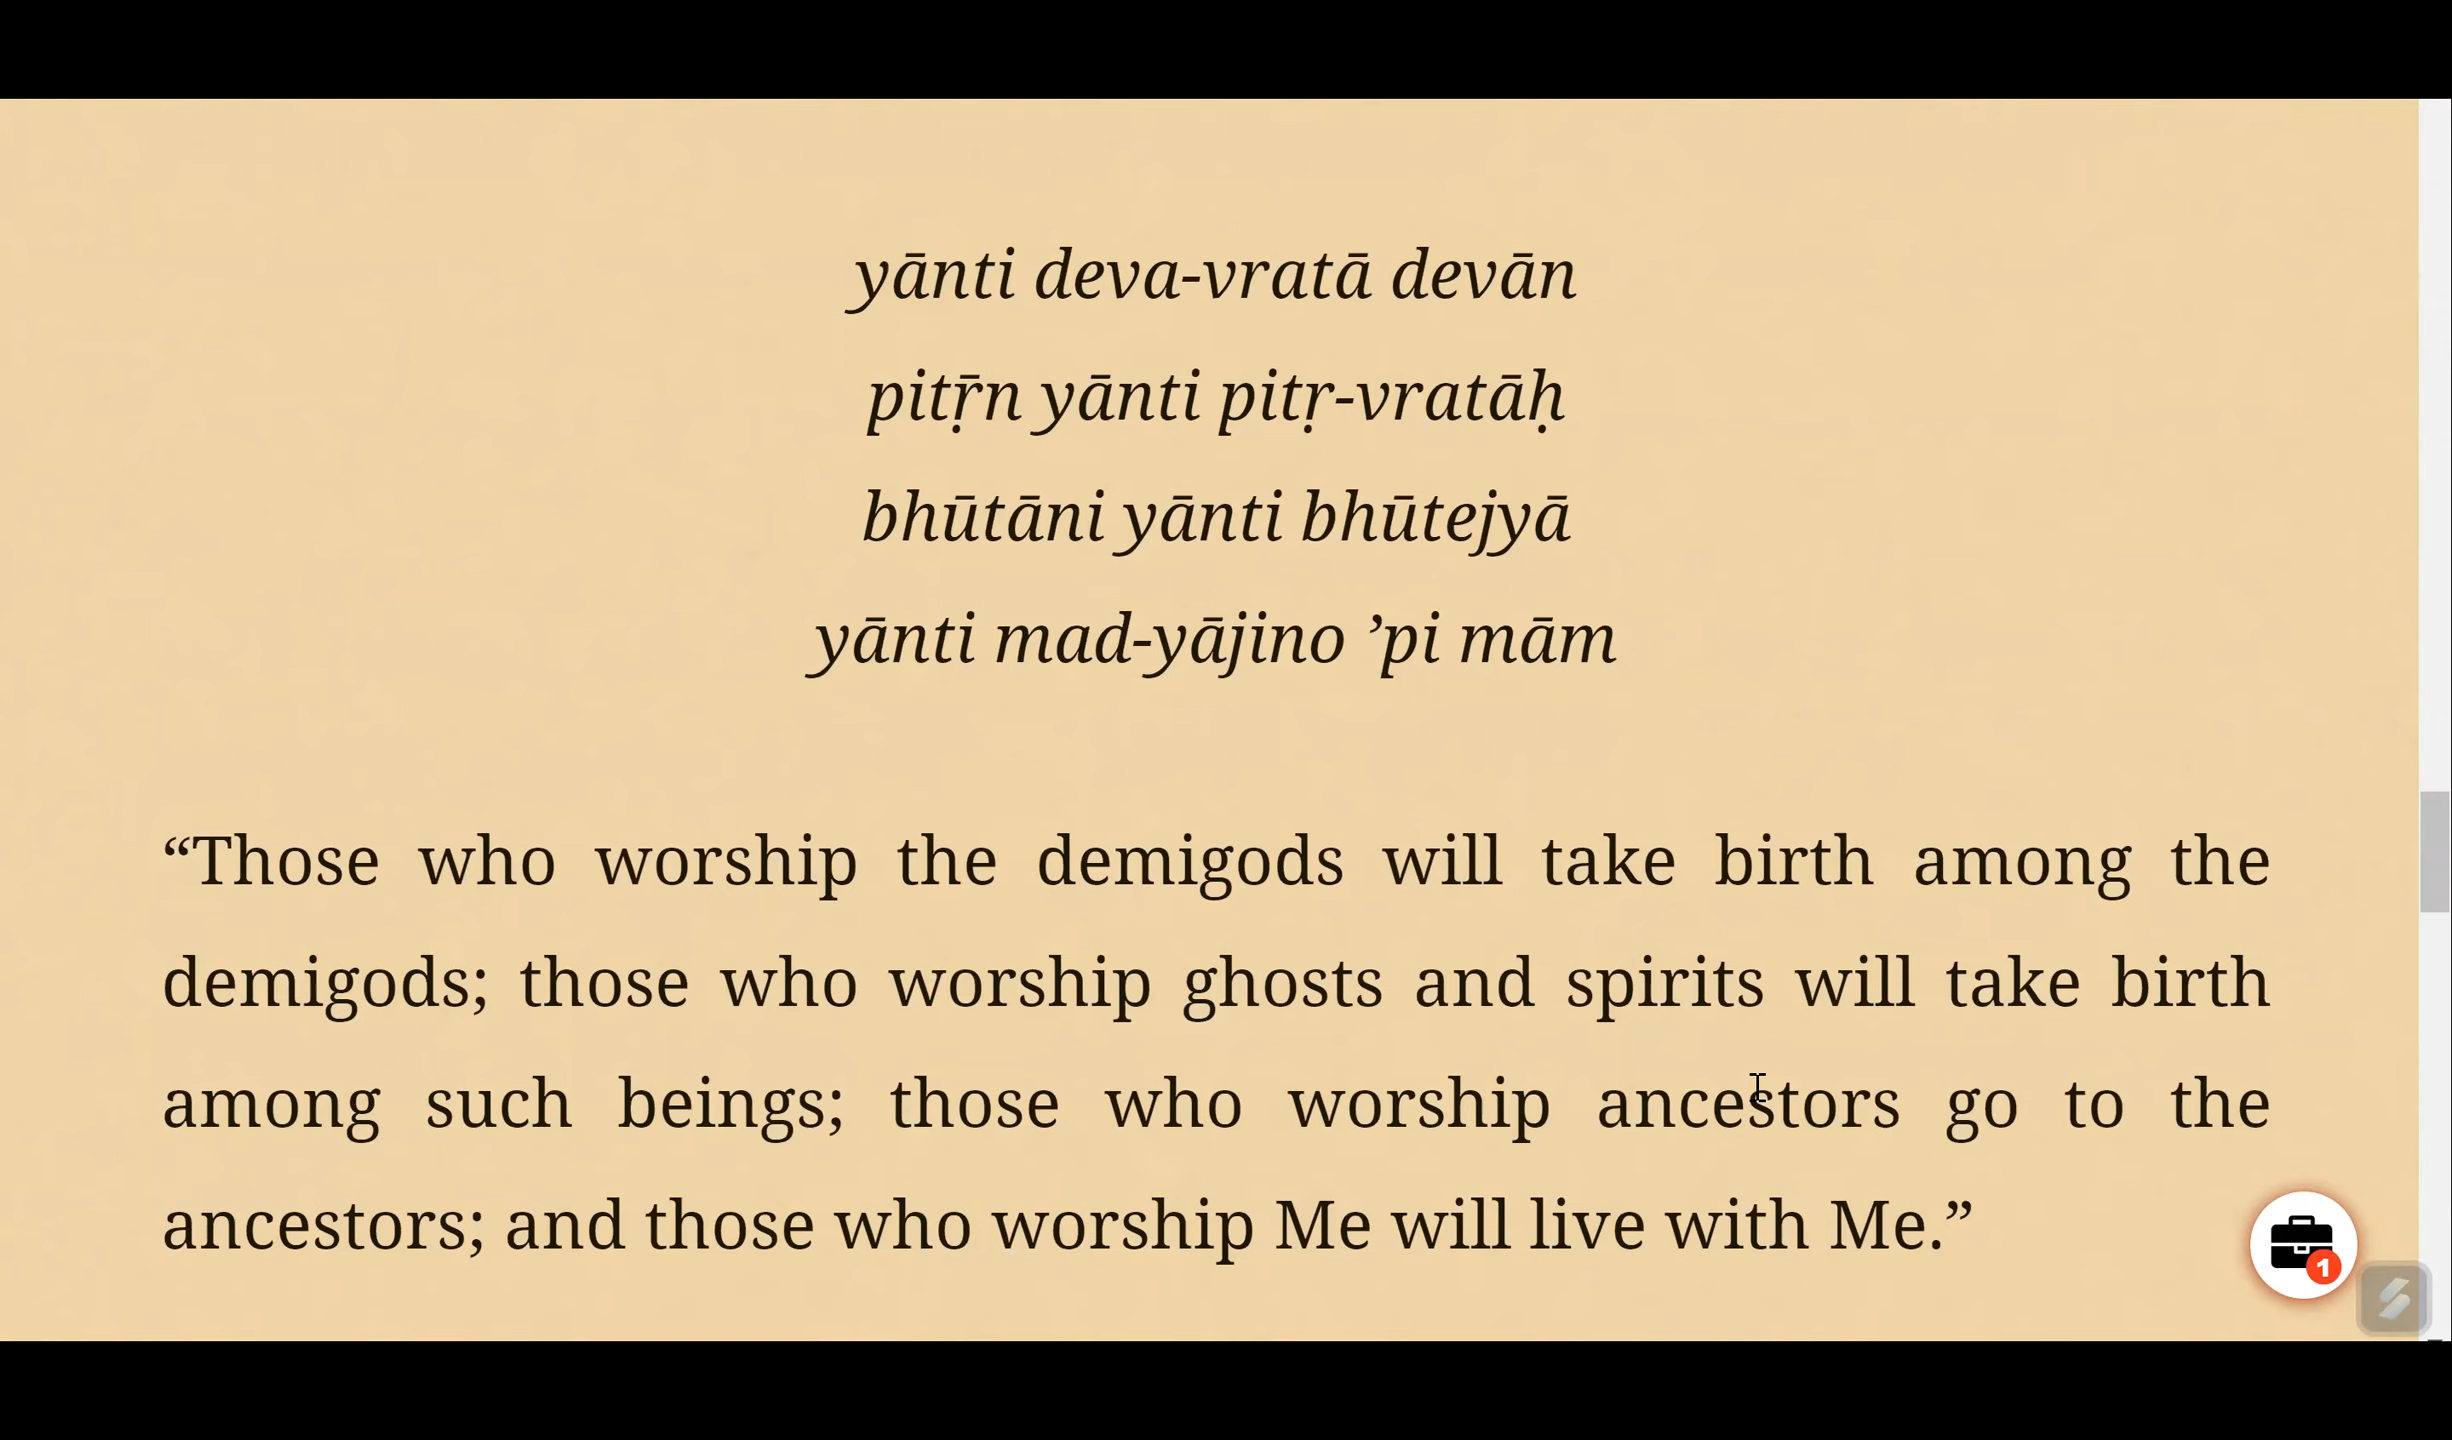 yānti deva-vratā devān
pitṝn yānti pitṛ-vratāḥ
bhūtāni yānti bhūtejyā
yānti mad-yājino ’pi mām
“Those who worship the demigods will take birth among the
demigods; those who worship ghosts and spirits will take birth
among such beings; those who worship ancestors go to the
ancestors; and those who worship Me will live with Me.”
1